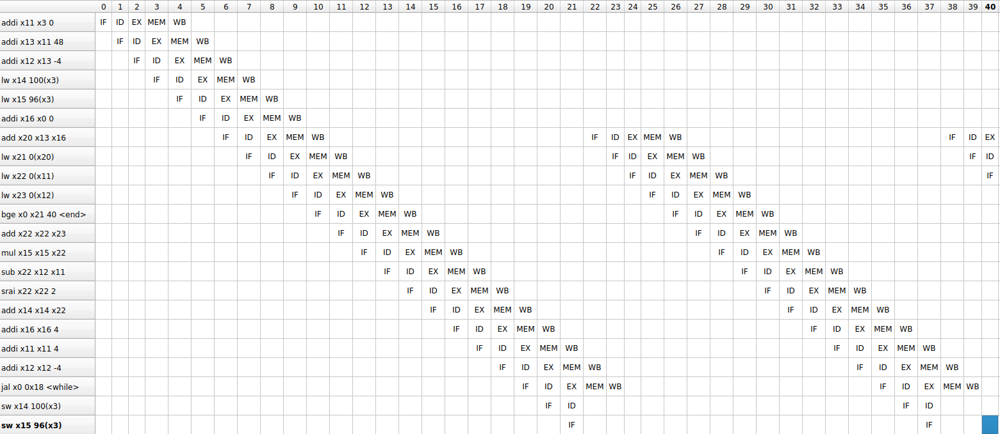 0 1 2 3 4 5 6 7 8 9 10 11 12 13 14 15 16 17 18 19 20 21 22 23 24 25 26 27 28 29 30 31 32 33 34 35 36 37 38 39 40
addi x11 x3 0 IF ID EX MEM WB
addi x13 x11 48 IF ID EX MEM WB
addi x12 x13 -4 IF ID EX MEM WB
lw x14 100(x3) IF ID EX MEM WB
lw x15 96(x3) IF ID EX MEM WB
addi x16 x0 0 IF ID EX MEM WB
add x20 x13 x16 IF ID EX MEM WB IF ID EX MEM WB IF ID EX
lw x21 0(x20) IF ID EX MEM WB IF ID EX MEM WB IF ID
lw x22 0(x11) IF ID EX MEM WB IF ID EX MEM WB IF
lw x23 0(x12) IF ID EX MEM WB IF ID EX MEM WB
bge x0 x21 40 <end> IF ID EX MEM WB IF ID EX MEM WB
add x22 x22 x23 IF ID EX MEM WB IF ID EX MEM WB
mul x15 x15 x22 IF ID EX MEM WB IF ID EX MEM WB
sub x22 x12 x11 IF ID EX MEM WB IF ID EX MEM WB
srai x22 x22 2 IF ID EX MEM WB IF ID EX MEM WB
add x14 x14 x22 IF ID EX MEM WB IF ID EX MEM WB
addi x16 x16 4 IF ID EX MEM WB IF ID EX MEM WB
addi x11 x11 4 IF ID EX MEM WB IF ID EX MEM WB
addi x12 x12 -4 IF ID EX MEM WB IF ID EX MEM WB
jal x0 0x18 <while> IF ID EX MEM WB IF ID EX MEM WB
sw x14 100(x3) IF ID IF ID
sw x15 96(x3) IF IF